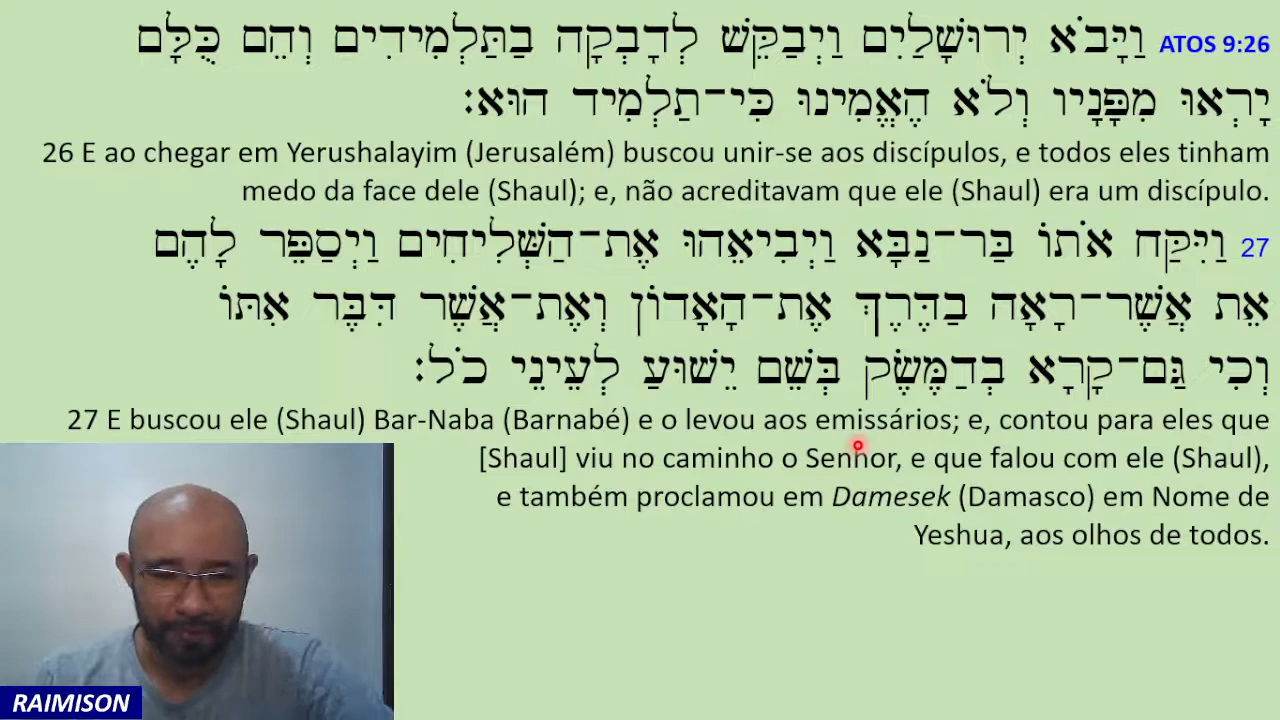 ATOS 9:26 וַיָּבֹא יְרוּשָׁלַיִם וַיְבַקֵּשׁ לְדָבְקָה בַתַּלְמִידִים וְהֵם כֻּלָּם
יָרְאוּ מִפָּנָיו וְלֹא הֶאֱמִינוּ כִּי־תַלְמִיד הוּא׃
26 E ao chegar em Yerushalayim (Jerusalém) buscou unir-se aos discípulos, e todos eles tinham
medo da face dele (Shaul); e, não acreditavam que ele (Shaul) era um discípulo.
27 וַיִּקַּח אֹתוֹ בַּר־נַבָּא וַיְבִיאֵהוּ אֶת־הַשְּׁלִיחִים וַיְסַפֵּר לָהֶם
אֵת אֲשֶׁר־רָאָה בַדֶּרֶךְ אֶת־הָאָדוֹן וְאֶת־אֲשֶׁר דִּבֶּר אִתּוֹ
וְכִי גַּם־קָרָא בְדַמֶּשֶׂק בְּשֵׁם יֵשׁוּעַ לְעֵינֵי כֹל׃
27 E buscou ele (Shaul) Bar-Naba (Barnabé) e o levou aos emissários; e, contou para eles que
[Shaul] viu no caminho o Senhor, e que falou com ele (Shaul),
e também proclamou em Damesek (Damasco) em Nome de
Yeshua, aos olhos de todos.
RAIMISON